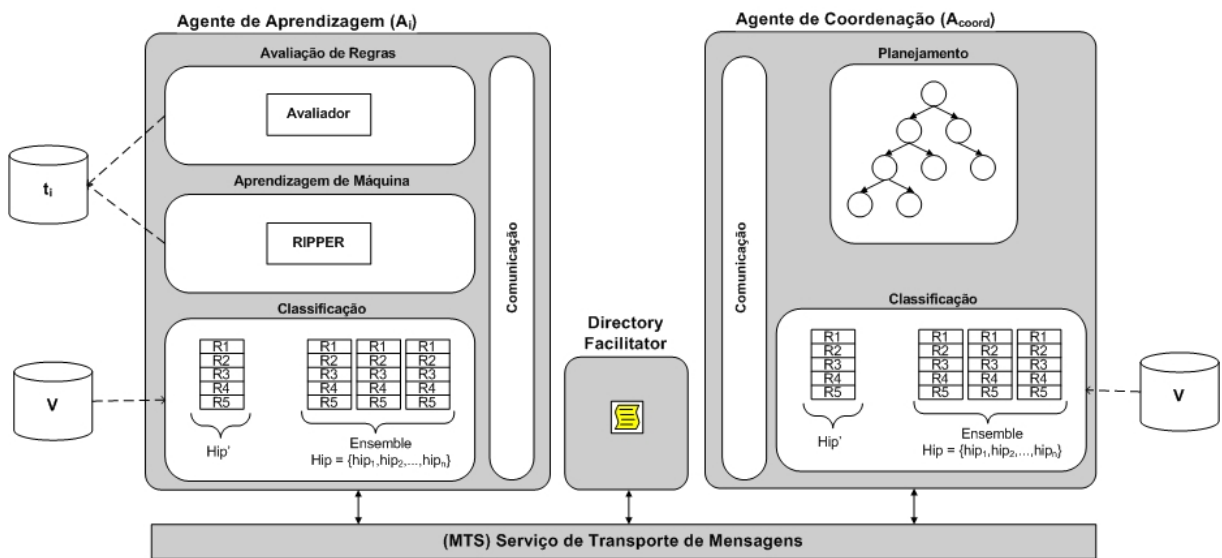 Agente de Aprendizagem (Ai)
Avaliação de Regras
Avaliador
ti
Aprendizagem de Máquina
RIPPER
Comunicação
Classificação
V
R1 R1 R1 R1
R2 R2 R2 R2
R3 R3 R3 R3
R4 R4 R4 R4
R5 R5 R5 R5
Hip'
Ensemble
Hip = {hip1,hip2,...,hipn}
Directory
Facilitator
Agente de Coordenação (Acoord)
Planejamento
Comunicação
Classificação
R1 R1 R1 R1
R2 R2 R2 R2
R3 R3 R3 R3
R4 R4 R4 R4
R5 R5 R5 R5
Hip'
Ensemble
Hip = {hip1,hip2,...,hipn}
V
(MTS) Serviço de Transporte de Mensagens